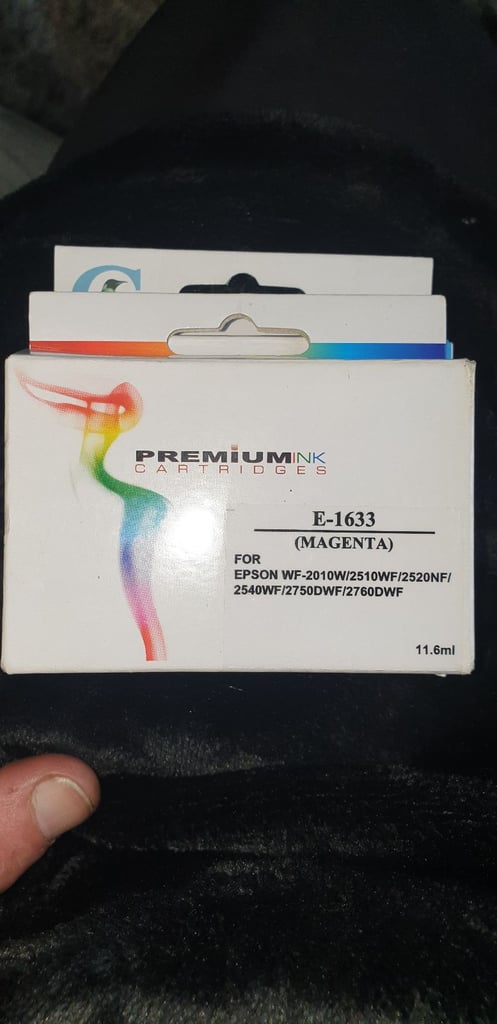 PREMIUMINK
CARTRIDGES
E-1633
(MAGENTA)
FOR
EPSON WF-2010W/2510WF/2520NF/
2540WF/2750DWF/2760DWF
11.6ml